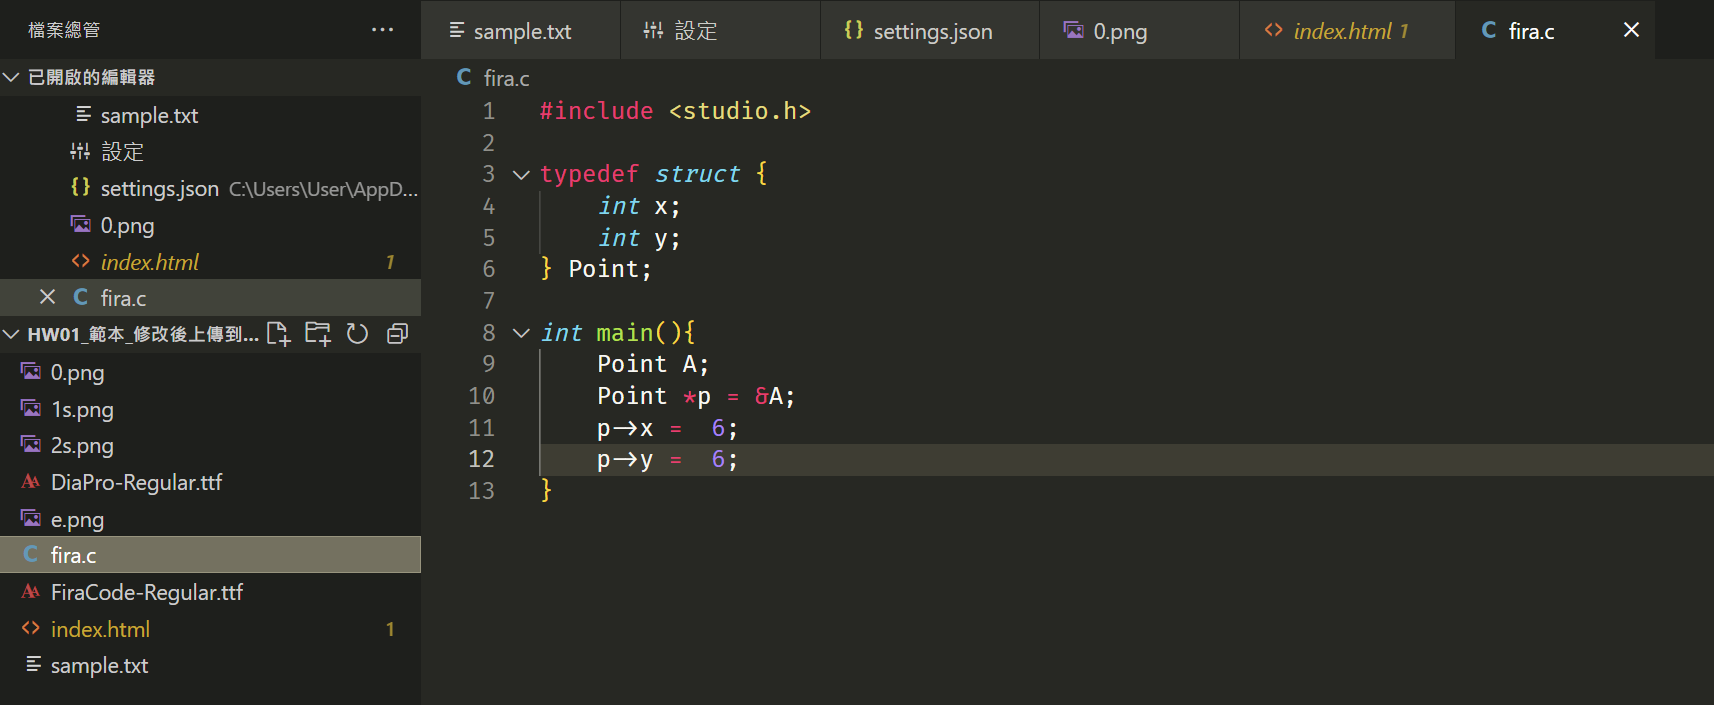 檔案總管 ···
已開啟的編輯器
sample.txt
設定
settings.json C:\Users\User\AppD...
0.png
index.html 1
fira.c
HW01_範本_修改後上傳到...
0.png
1s.png
2s.png
DiaPro-Regular.ttf
e.png
fira.c
FiraCode-Regular.ttf
index.html 1
sample.txt
sample.txt 設定 settings.json 0.png index.html 1 fira.c
fira.c
1 #include <studio.h>
2
3 typedef struct {
4 int x;
5 int y;
6 } Point;
7
8 int main(){
9 Point A;
10 Point *p = &A;
11 p->x = 6;
12 p->y = 6;
13 }